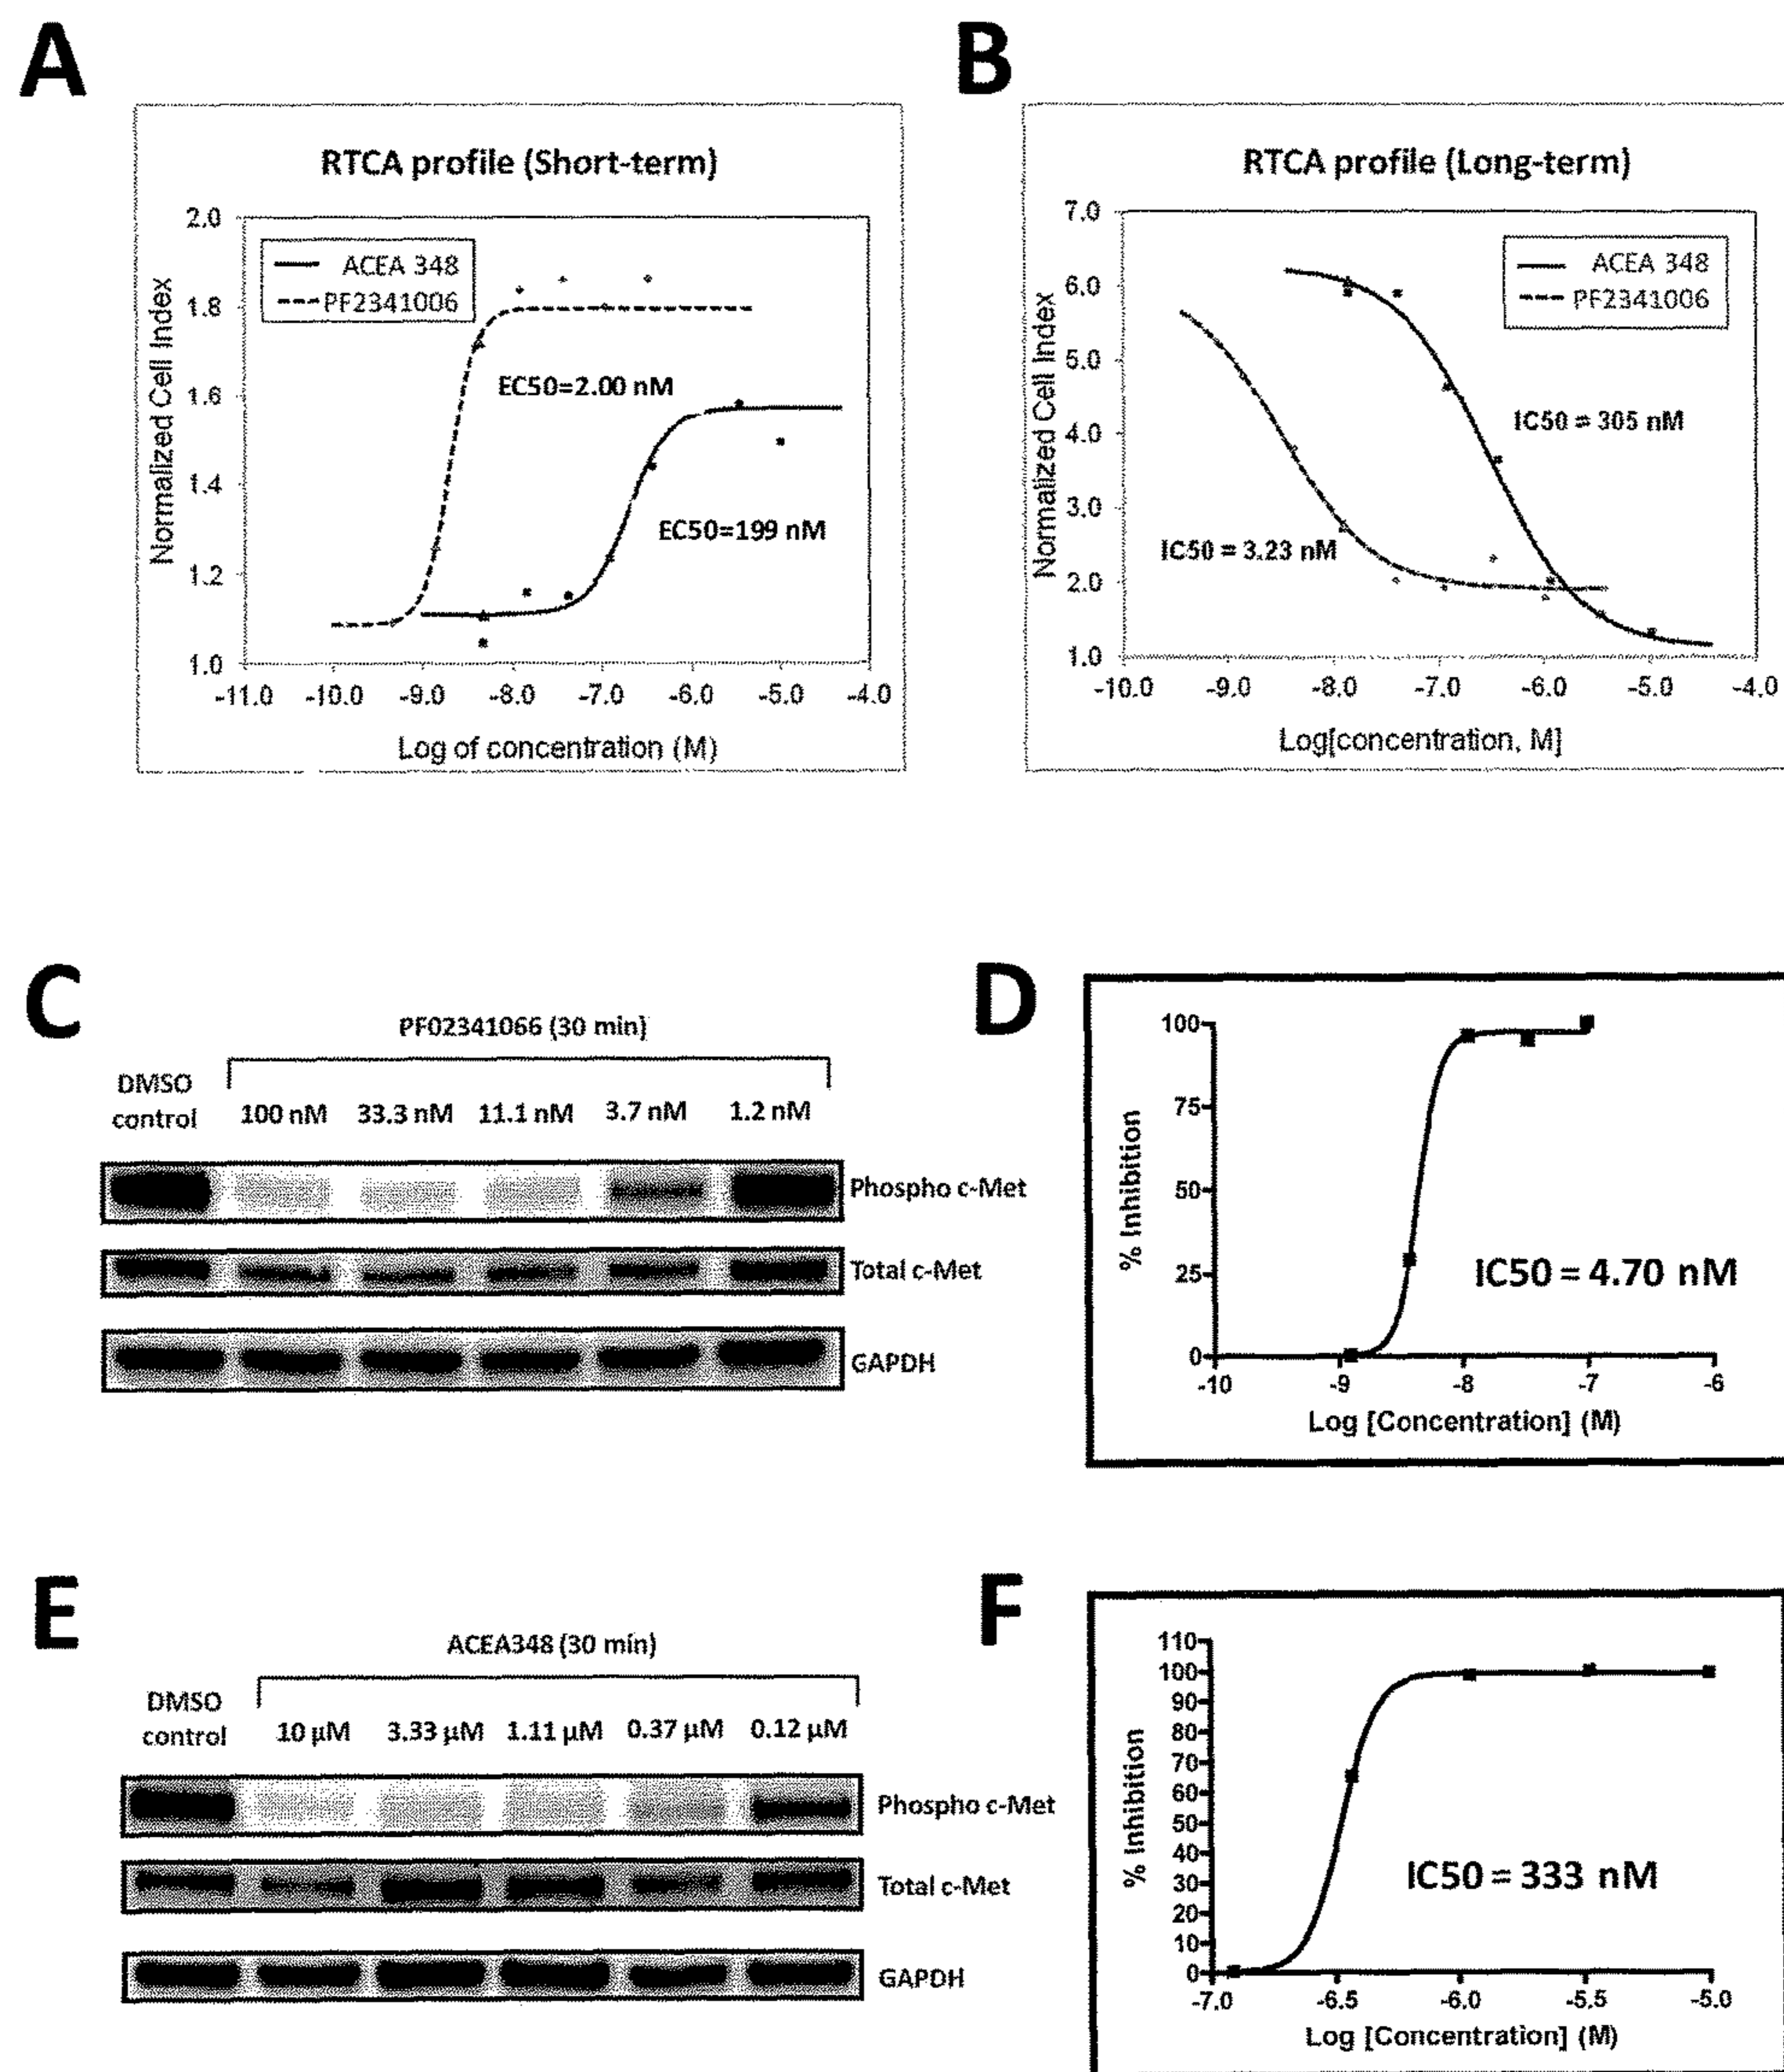 A
RTCA profile (Short-term)
Normalized Cell Index
2.0
1.8
1.6
1.4
1.2
1.0
ACEA 348
PF2341006
EC50=2.00 nM
EC50=199 nM
-11.0 -10.0 -9.0 -8.0 -7.0 -6.0 -5.0 -4.0
Log of concentration (M)
B
RTCA profile (Long-term)
Normalized Cell Index
7.0
6.0
5.0
4.0
3.0
2.0
1.0
ACEA 348
PF2341006
IC50 = 305 nM
IC50 = 3.23 nM
-10.0 -9.0 -8.0 -7.0 -6.0 -5.0 -4.0
Log[concentration, M]
C
PF02341066 (30 min)
DMSO
control 100 nM 33.3 nM 11.1 nM 3.7 nM 1.2 nM
Phospho c-Met
Total c-Met
GAPDH
D
% Inhibition
100
75
50
25
0
IC50 = 4.70 nM
-10 -9 -8 -7 -6
Log [Concentration] (M)
E
ACEA348 (30 min)
DMSO
control 10 µM 3.33 µM 1.11 µM 0.37 µM 0.12 µM
Phospho c-Met
Total c-Met
GAPDH
F
% Inhibition
110
100
90
80
70
60
50
40
30
20
10
0
IC50 = 333 nM
-7.0 -6.5 -6.0 -5.5 -5.0
Log [Concentration] (M)